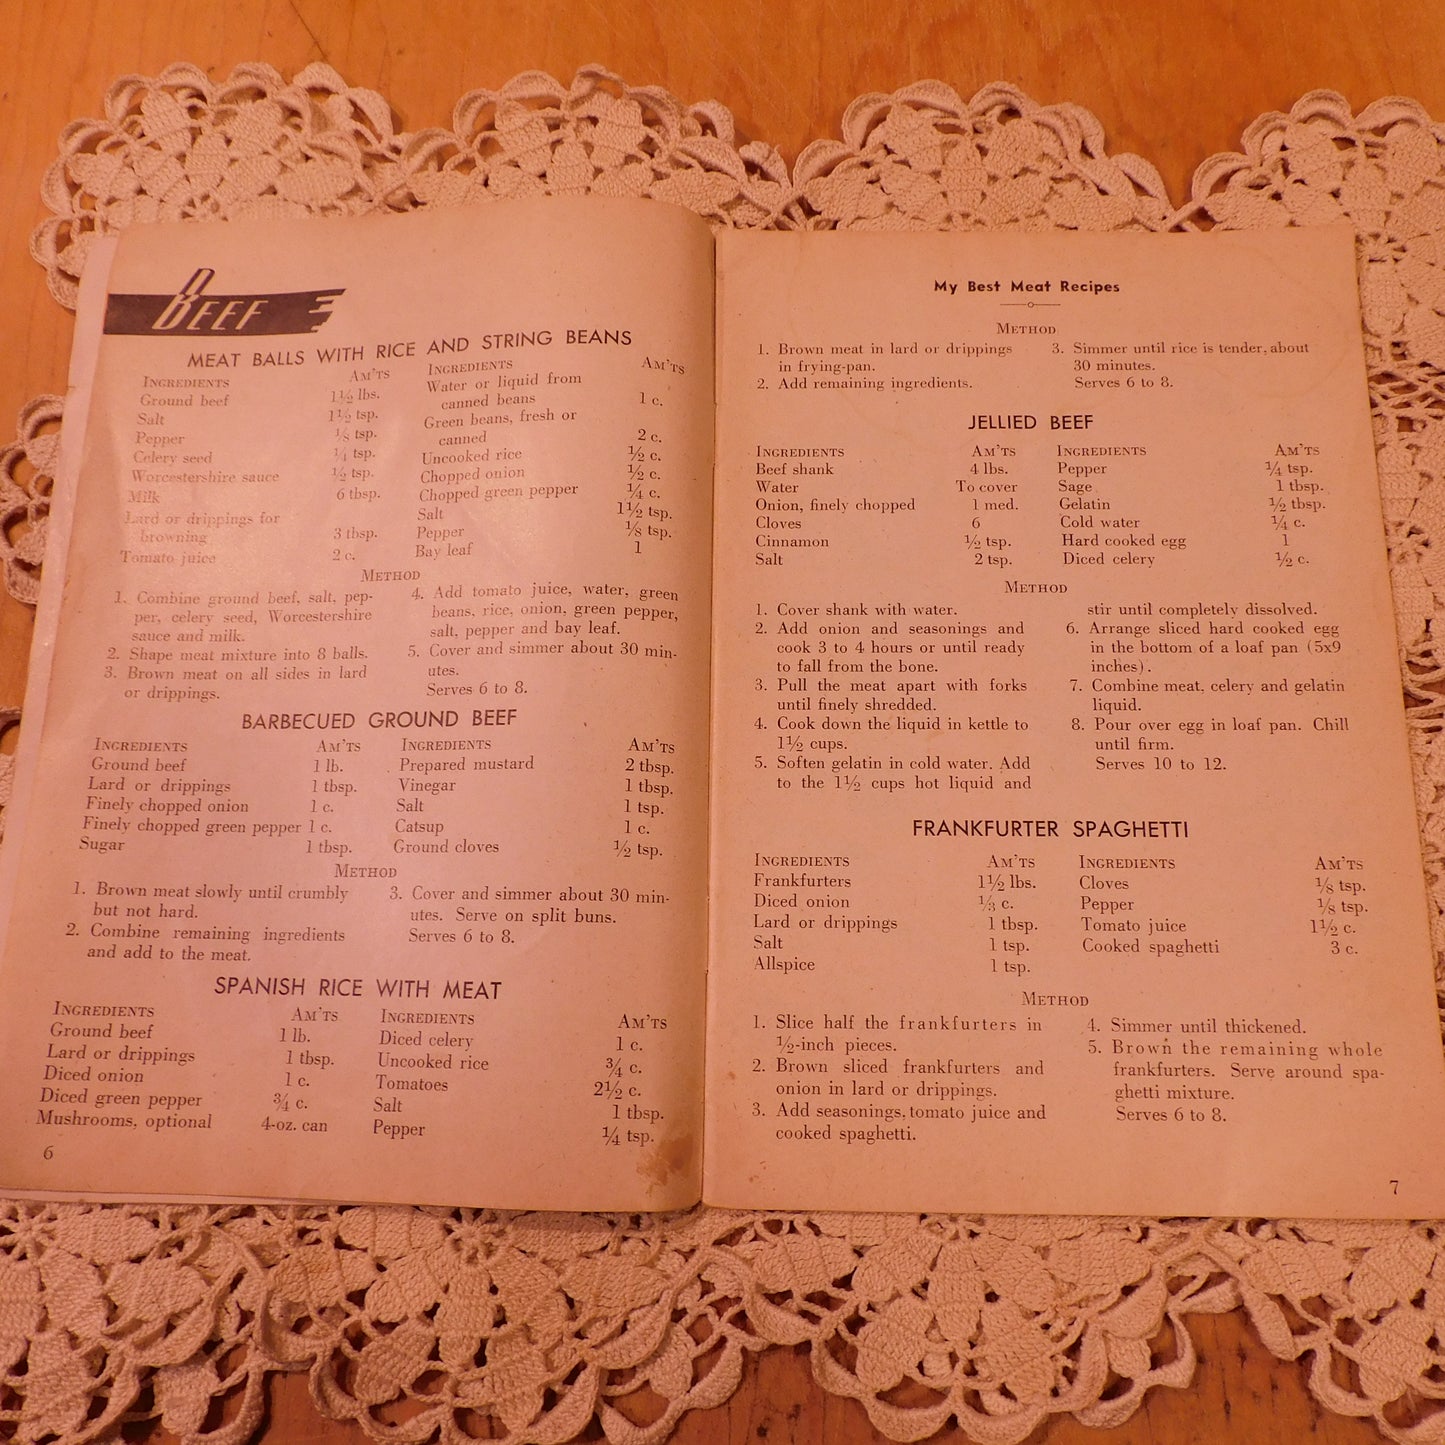 BEEF
MEAT BALLS WITH RICE AND STRING BEANS
INGREDIENTS AM'TS
Ground beef 1½ lbs.
Salt 1½ tsp.
Pepper ⅛ tsp.
Celery seed ¼ tsp.
Worcestershire sauce ½ tsp.
Milk 6 tbsp.
Lard or drippings for
browning 3 tbsp.
Tomato juice 2 c.
INGREDIENTS AM'TS
Water or liquid from
canned beans 1 c.
Green beans, fresh or
canned 2 c.
Uncooked rice ½ c.
Chopped onion ½ c.
Chopped green pepper ¼ c.
Salt 1½ tsp.
Pepper ⅛ tsp.
Bay leaf 1
METHOD
1. Combine ground beef, salt, pep-
per, celery seed, Worcestershire
sauce and milk.
2. Shape meat mixture into 8 balls.
3. Brown meat on all sides in lard
or drippings.
4. Add tomato juice, water, green
beans, rice, onion, green pepper,
salt, pepper and bay leaf.
5. Cover and simmer about 30 min-
utes.
Serves 6 to 8.
BARBECUED GROUND BEEF
INGREDIENTS AM'TS
Ground beef 1 lb.
Lard or drippings 1 tbsp.
Finely chopped onion 1 c.
Finely chopped green pepper 1 c.
Sugar 1 tbsp.
INGREDIENTS AM'TS
Prepared mustard 2 tbsp.
Vinegar 1 tbsp.
Salt 1 tsp.
Catsup 1 c.
Ground cloves ½ tsp.
METHOD
1. Brown meat slowly until crumbly
but not hard.
2. Combine remaining ingredients
and add to the meat.
3. Cover and simmer about 30 min-
utes. Serve on split buns.
Serves 6 to 8.
SPANISH RICE WITH MEAT
INGREDIENTS AM'TS
Ground beef 1 lb.
Lard or drippings 1 tbsp.
Diced onion 1 c.
Diced green pepper ¾ c.
Mushrooms, optional 4-oz. can
INGREDIENTS AM'TS
Diced celery 1 c.
Uncooked rice ¾ c.
Tomatoes 2½ c.
Salt 1 tbsp.
Pepper ¼ tsp.
6
My Best Meat Recipes
METHOD
1. Brown meat in lard or drippings
in frying-pan.
2. Add remaining ingredients.
3. Simmer until rice is tender, about
30 minutes.
Serves 6 to 8.
JELLIED BEEF
INGREDIENTS AM'TS
Beef shank 4 lbs.
Water To cover
Onion, finely chopped 1 med.
Cloves 6
Cinnamon ½ tsp.
Salt 2 tsp.
INGREDIENTS AM'TS
Pepper ¼ tsp.
Sage 1 tbsp.
Gelatin ½ tbsp.
Cold water ¼ c.
Hard cooked egg 1
Diced celery ½ c.
METHOD
1. Cover shank with water.
2. Add onion and seasonings and
cook 3 to 4 hours or until ready
to fall from the bone.
3. Pull the meat apart with forks
until finely shredded.
4. Cook down the liquid in kettle to
1½ cups.
5. Soften gelatin in cold water. Add
to the 1½ cups hot liquid and
stir until completely dissolved.
6. Arrange sliced hard cooked egg
in the bottom of a loaf pan (5x9
inches).
7. Combine meat, celery and gelatin
liquid.
8. Pour over egg in loaf pan. Chill
until firm.
Serves 10 to 12.
FRANKFURTER SPAGHETTI
INGREDIENTS AM'TS
Frankfurters 1½ lbs.
Diced onion ⅓ c.
Lard or drippings 1 tbsp.
Salt 1 tsp.
Allspice 1 tsp.
INGREDIENTS AM'TS
Cloves ⅛ tsp.
Pepper ⅛ tsp.
Tomato juice 1½ c.
Cooked spaghetti 3 c.
METHOD
1. Slice half the frankfurters in
½-inch pieces.
2. Brown sliced frankfurters and
onion in lard or drippings.
3. Add seasonings, tomato juice and
cooked spaghetti.
4. Simmer until thickened.
5. Brown the remaining whole
frankfurters. Serve around spa-
ghetti mixture.
Serves 6 to 8.
7